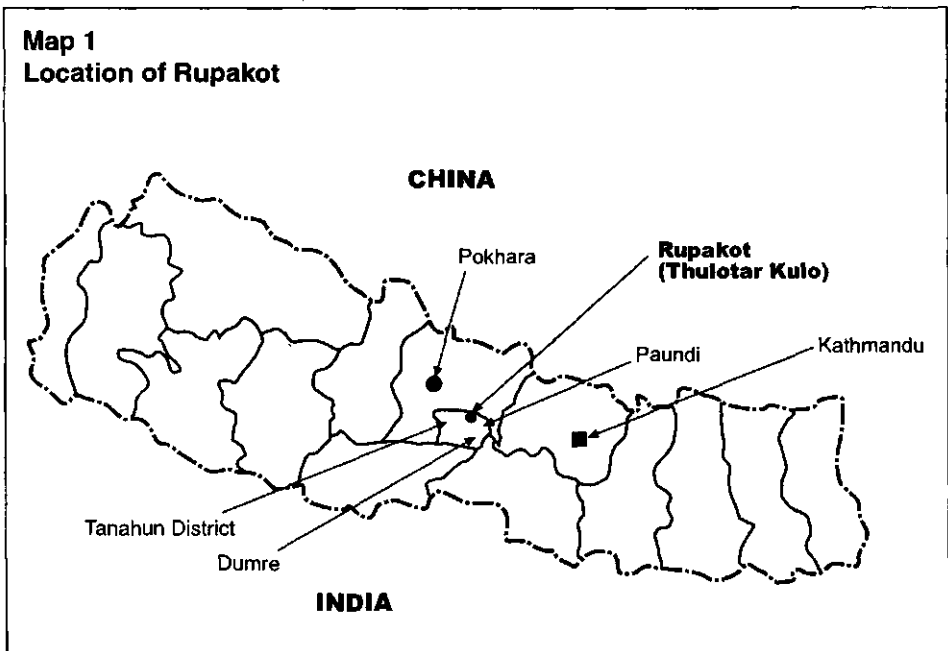 Map 1
Location of Rupakot
CHINA
Pokhara
Rupakot
(Thulotar Kulo)
Paundi
Kathmandu
Tanahun District
Dumre
INDIA